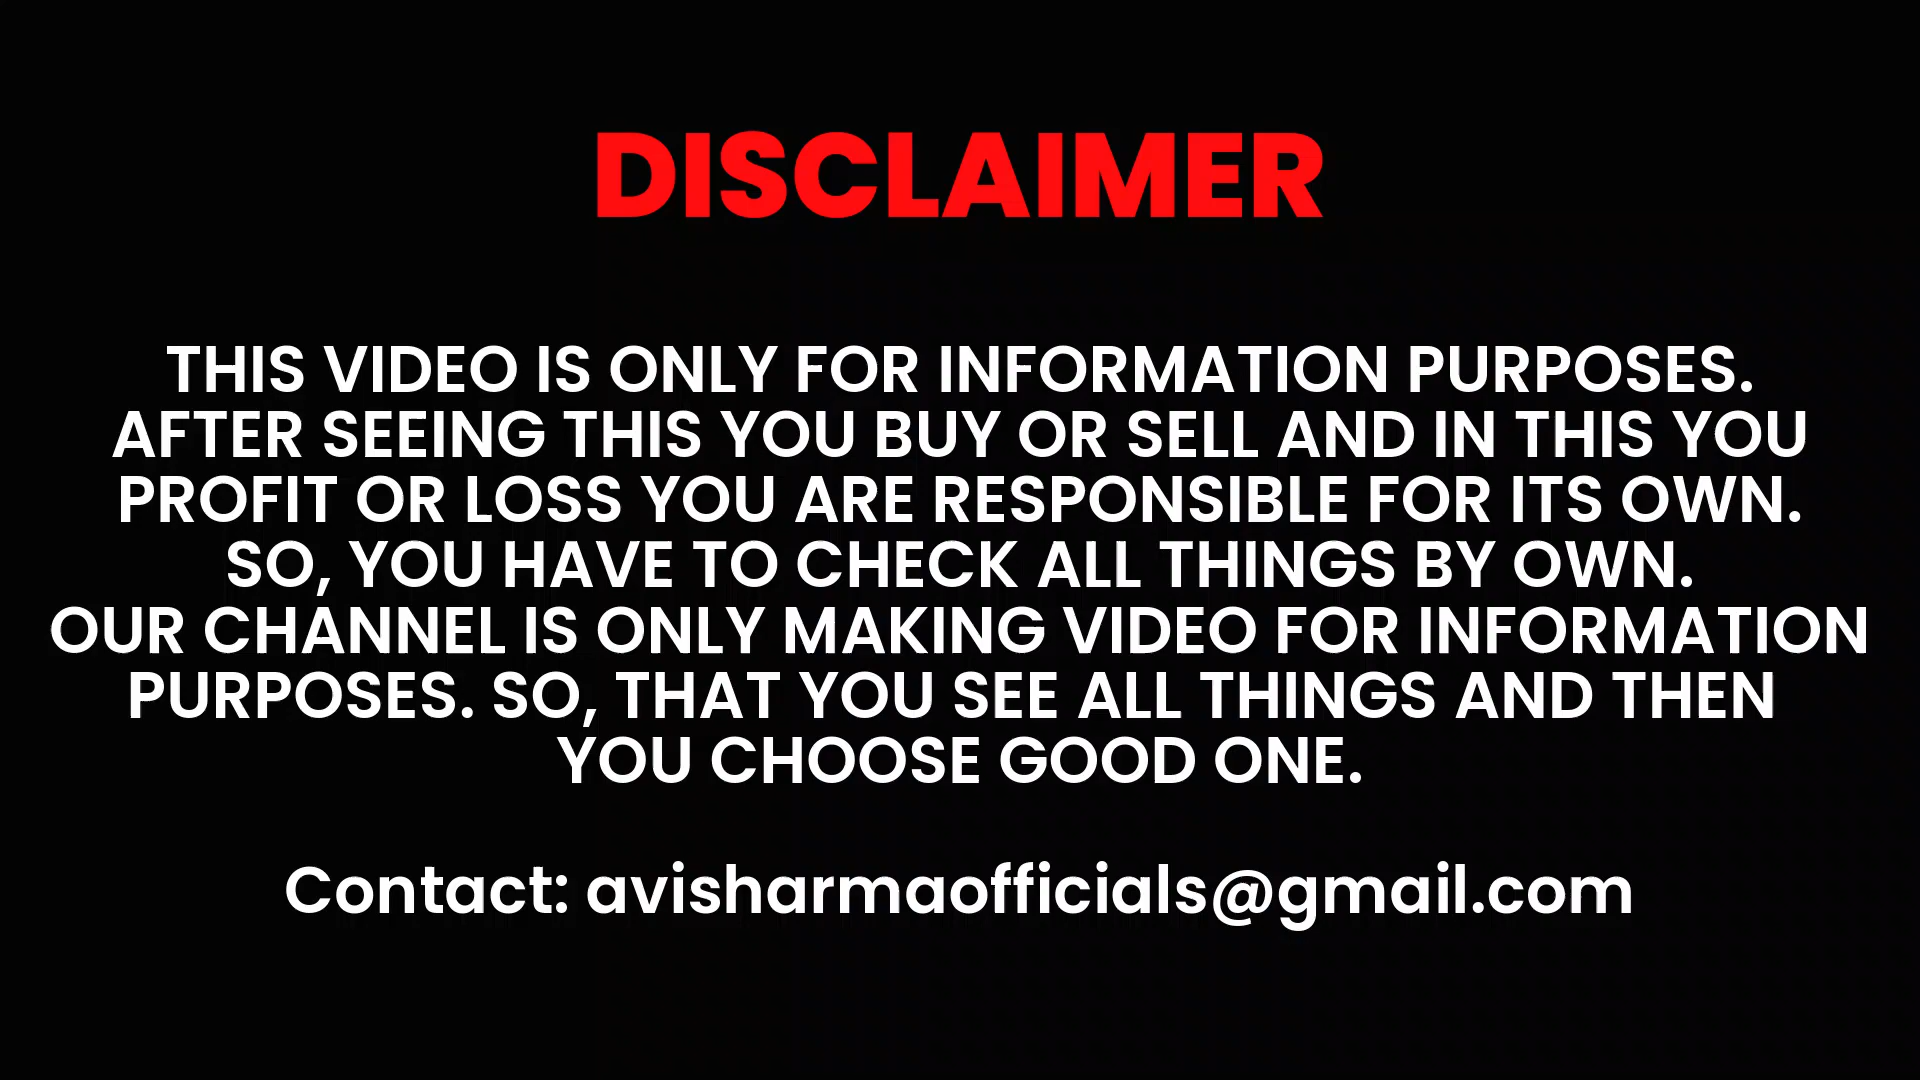 DISCLAIMER
THIS VIDEO IS ONLY FOR INFORMATION PURPOSES.
AFTER SEEING THIS YOU BUY OR SELL AND IN THIS YOU
PROFIT OR LOSS YOU ARE RESPONSIBLE FOR ITS OWN.
SO, YOU HAVE TO CHECK ALL THINGS BY OWN.
OUR CHANNEL IS ONLY MAKING VIDEO FOR INFORMATION
PURPOSES. SO, THAT YOU SEE ALL THINGS AND THEN
YOU CHOOSE GOOD ONE.
Contact: avisharmaofficials@gmail.com